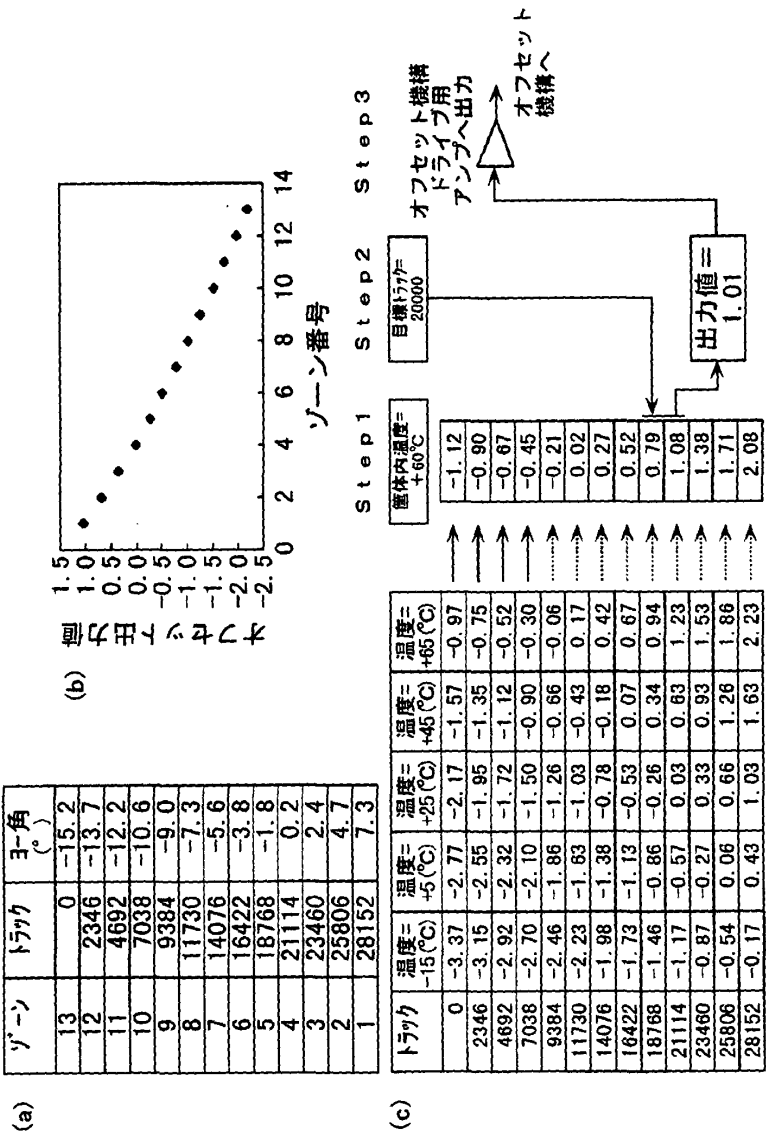 (a)
ゾーン トラック ヨー角(°)
13 0 -15.2
12 2346 -13.7
11 4692 -12.2
10 7038 -10.6
9 9384 -9.0
8 11730 -7.3
7 14076 -5.6
6 16422 -3.8
5 18768 -1.8
4 21114 0.2
3 23460 2.4
2 25806 4.7
1 28152 7.3
(b)
オフセット出力値
1.5
1.0
0.5
0.0
-0.5
-1.0
-1.5
-2.0
-2.5
0 2 4 6 8 10 12 14
ゾーン番号
(c)
トラック 温度=-15(℃) 温度=+5(℃) 温度=+25(℃) 温度=+45(℃) 温度=+65(℃)
0 -3.37 -2.77 -2.17 -1.57 -0.97
2346 -3.15 -2.55 -1.95 -1.35 -0.75
4692 -2.92 -2.32 -1.72 -1.12 -0.52
7038 -2.70 -2.10 -1.50 -0.90 -0.30
9384 -2.46 -1.86 -1.26 -0.66 -0.06
11730 -2.23 -1.63 -1.03 -0.43 0.17
14076 -1.98 -1.38 -0.78 -0.18 0.42
16422 -1.73 -1.13 -0.53 0.07 0.67
18768 -1.46 -0.86 -0.26 0.34 0.94
21114 -1.17 -0.57 0.03 0.63 1.23
23460 -0.87 -0.27 0.33 0.93 1.53
25806 -0.54 0.06 0.66 1.26 1.86
28152 -0.17 0.43 1.03 1.63 2.23
Step1
筐体内温度=
+60℃
-1.12
-0.90
-0.67
-0.45
-0.21
0.02
0.27
0.52
0.79
1.08
1.38
1.71
2.08
Step2
目標トラック=
20000
出力値=
1.01
Step3
オフセット機構
ドライブ用
アンプへ出力
オフセット
機構へ